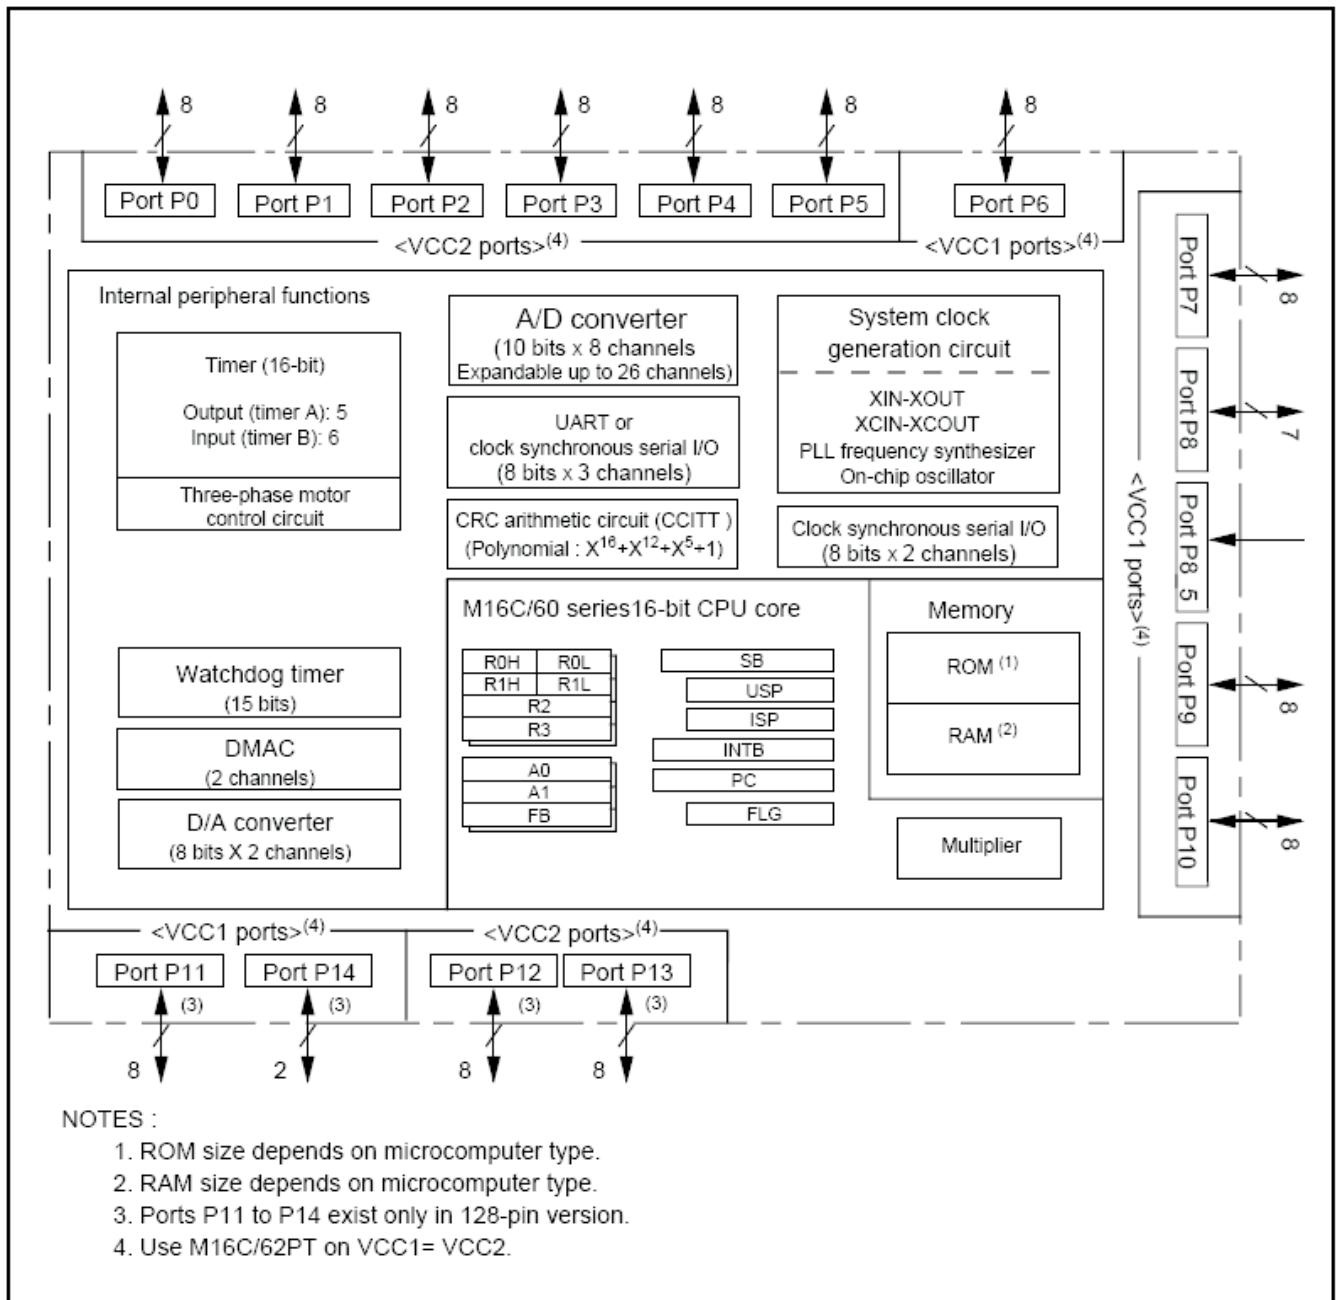 8 8 8 8 8 8 8
Port P0 Port P1 Port P2 Port P3 Port P4 Port P5 Port P6
<VCC2 ports>(4) <VCC1 ports>(4)
Internal peripheral functions
Timer (16-bit)
Output (timer A): 5
Input (timer B): 6
Three-phase motor
control circuit
Watchdog timer
(15 bits)
DMAC
(2 channels)
D/A converter
(8 bits X 2 channels)
A/D converter
(10 bits x 8 channels
Expandable up to 26 channels)
UART or
clock synchronous serial I/O
(8 bits x 3 channels)
CRC arithmetic circuit (CCITT )
(Polynomial : X16+X12+X5+1)
System clock
generation circuit
XIN-XOUT
XCIN-XCOUT
PLL frequency synthesizer
On-chip oscillator
Clock synchronous serial I/O
(8 bits x 2 channels)
M16C/60 series16-bit CPU core
R0H R0L
R1H R1L
R2
R3
A0
A1
FB
SB
USP
ISP
INTB
PC
FLG
Memory
ROM (1)
RAM (2)
Multiplier
<VCC1 ports>(4)
Port P7
8
Port P8
7
Port P8_5
Port P9
8
Port P10
8
<VCC1 ports>(4) <VCC2 ports>(4)
Port P11 Port P14 Port P12 Port P13
(3) (3) (3) (3)
8 2 8 8
NOTES :
1. ROM size depends on microcomputer type.
2. RAM size depends on microcomputer type.
3. Ports P11 to P14 exist only in 128-pin version.
4. Use M16C/62PT on VCC1= VCC2.